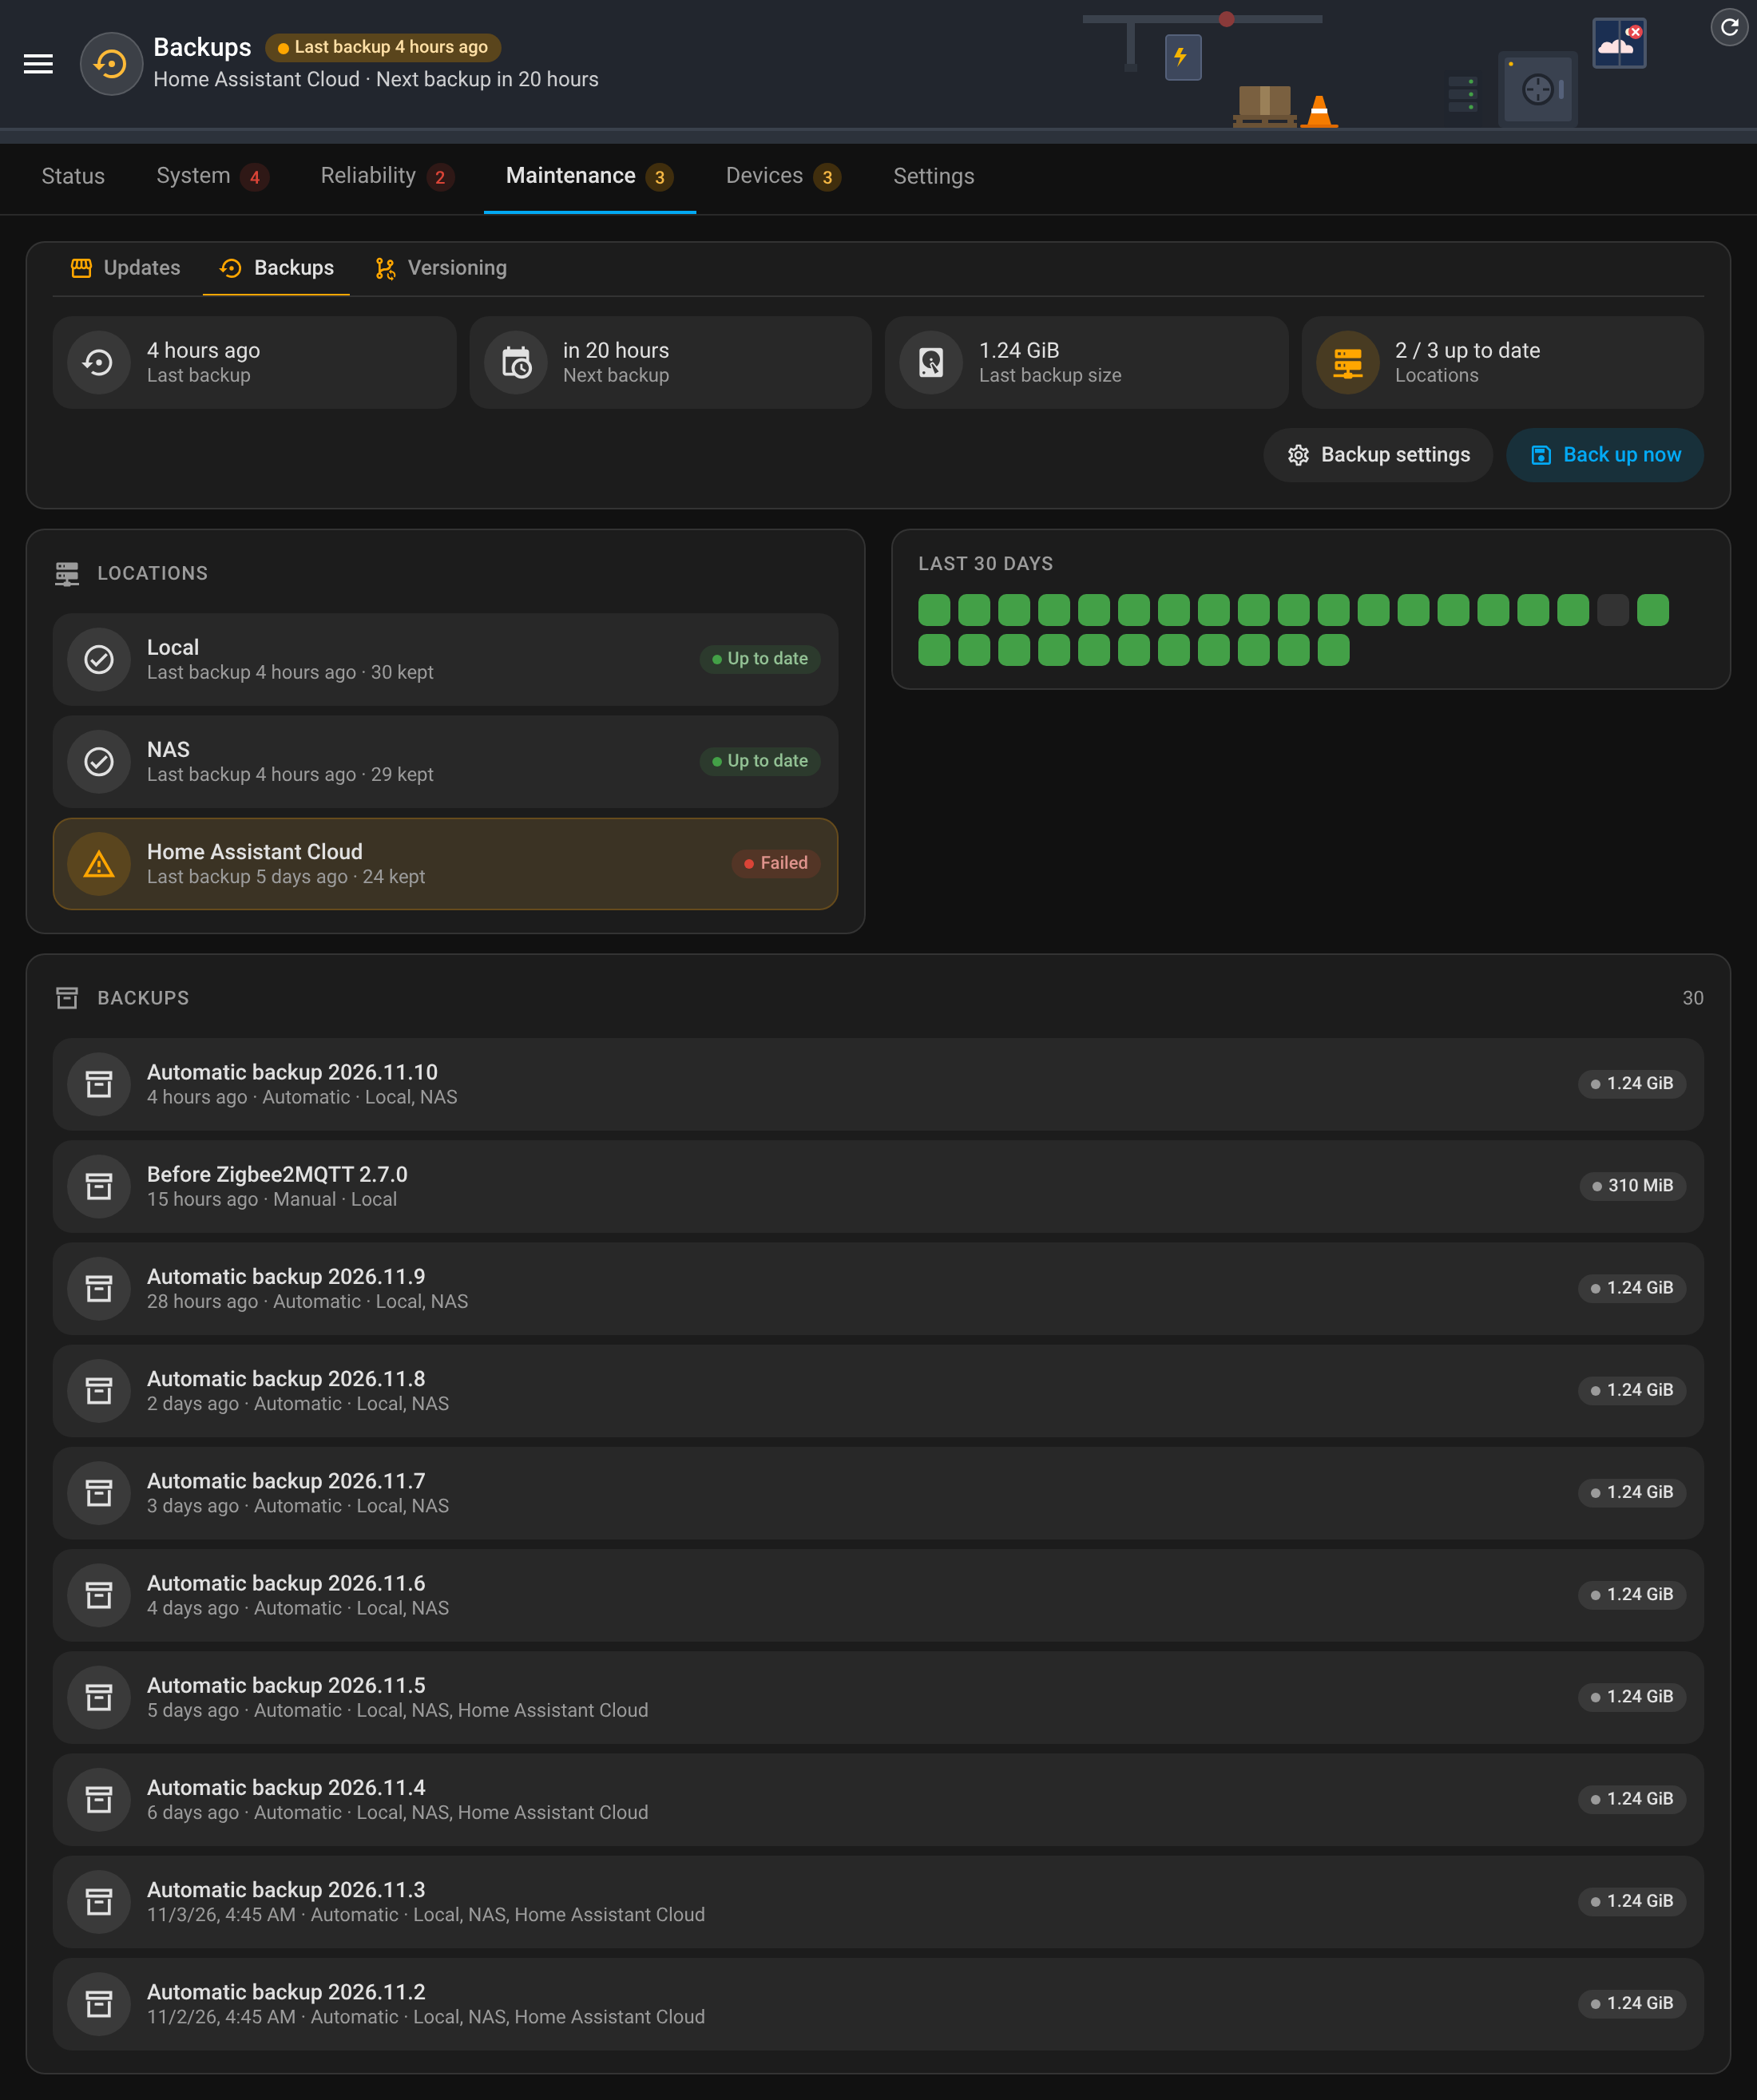 Backups
Last backup 4 hours ago
Home Assistant Cloud · Next backup in 20 hours
Status
System 4
Reliability 2
Maintenance 3
Devices 3
Settings
Updates
Backups
Versioning
4 hours ago
Last backup
in 20 hours
Next backup
1.24 GiB
Last backup size
2 / 3 up to date
Locations
Backup settings
Back up now
LOCATIONS
Local
Last backup 4 hours ago · 30 kept
Up to date
NAS
Last backup 4 hours ago · 29 kept
Up to date
Home Assistant Cloud
Last backup 5 days ago · 24 kept
Failed
LAST 30 DAYS
BACKUPS
30
Automatic backup 2026.11.10
4 hours ago · Automatic · Local, NAS
1.24 GiB
Before Zigbee2MQTT 2.7.0
15 hours ago · Manual · Local
310 MiB
Automatic backup 2026.11.9
28 hours ago · Automatic · Local, NAS
1.24 GiB
Automatic backup 2026.11.8
2 days ago · Automatic · Local, NAS
1.24 GiB
Automatic backup 2026.11.7
3 days ago · Automatic · Local, NAS
1.24 GiB
Automatic backup 2026.11.6
4 days ago · Automatic · Local, NAS
1.24 GiB
Automatic backup 2026.11.5
5 days ago · Automatic · Local, NAS, Home Assistant Cloud
1.24 GiB
Automatic backup 2026.11.4
6 days ago · Automatic · Local, NAS, Home Assistant Cloud
1.24 GiB
Automatic backup 2026.11.3
11/3/26, 4:45 AM · Automatic · Local, NAS, Home Assistant Cloud
1.24 GiB
Automatic backup 2026.11.2
11/2/26, 4:45 AM · Automatic · Local, NAS, Home Assistant Cloud
1.24 GiB